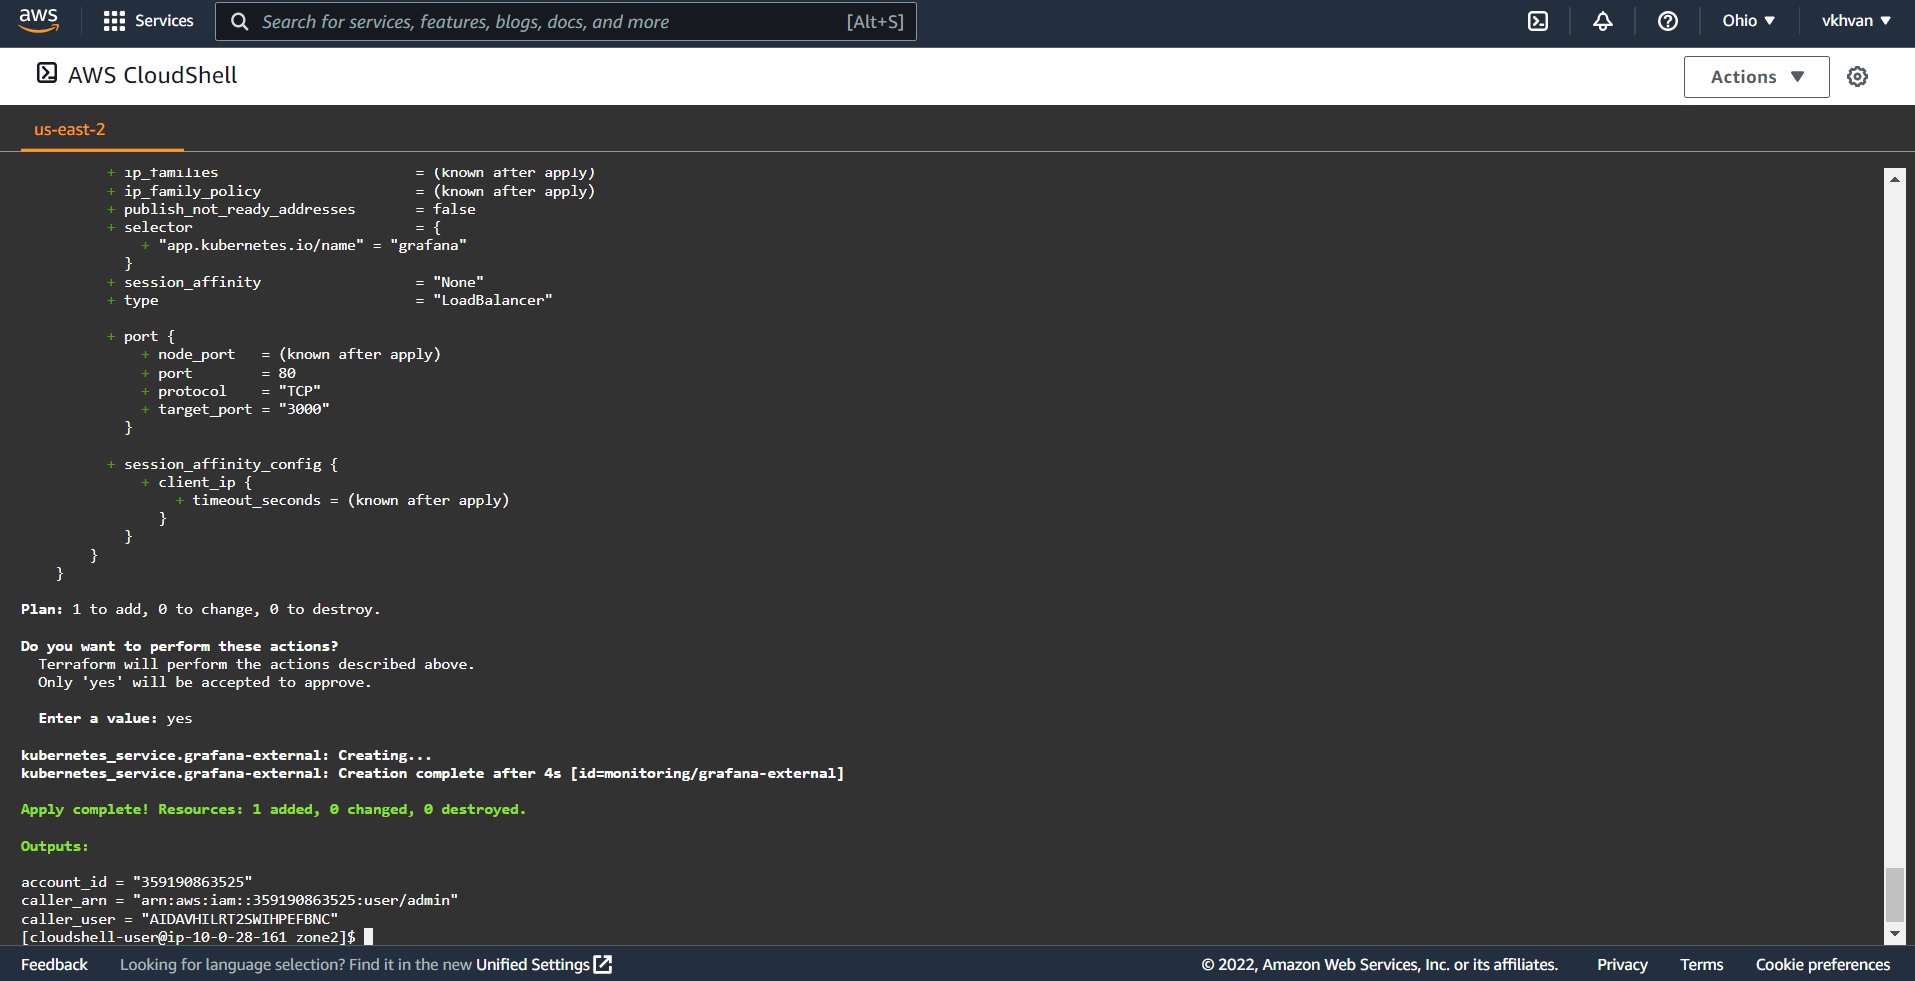 aws Services Search for services, features, blogs, docs, and more [Alt+S] Ohio ▼ vkhvan ▼
AWS CloudShell Actions ▼
us-east-2
+ ip_families = (known after apply)
+ ip_family_policy = (known after apply)
+ publish_not_ready_addresses = false
+ selector = {
+ "app.kubernetes.io/name" = "grafana"
}
+ session_affinity = "None"
+ type = "LoadBalancer"
+ port {
+ node_port = (known after apply)
+ port = 80
+ protocol = "TCP"
+ target_port = "3000"
}
+ session_affinity_config {
+ client_ip {
+ timeout_seconds = (known after apply)
}
}
}
}
Plan: 1 to add, 0 to change, 0 to destroy.
Do you want to perform these actions?
Terraform will perform the actions described above.
Only 'yes' will be accepted to approve.
Enter a value: yes
kubernetes_service.grafana-external: Creating...
kubernetes_service.grafana-external: Creation complete after 4s [id=monitoring/grafana-external]
Apply complete! Resources: 1 added, 0 changed, 0 destroyed.
Outputs:
account_id = "359190863525"
caller_arn = "arn:aws:iam::359190863525:user/admin"
caller_user = "AIDAVHILRT2SWIHPEFBNC"
[cloudshell-user@ip-10-0-28-161 zone2]$
Feedback Looking for language selection? Find it in the new Unified Settings © 2022, Amazon Web Services, Inc. or its affiliates. Privacy Terms Cookie preferences